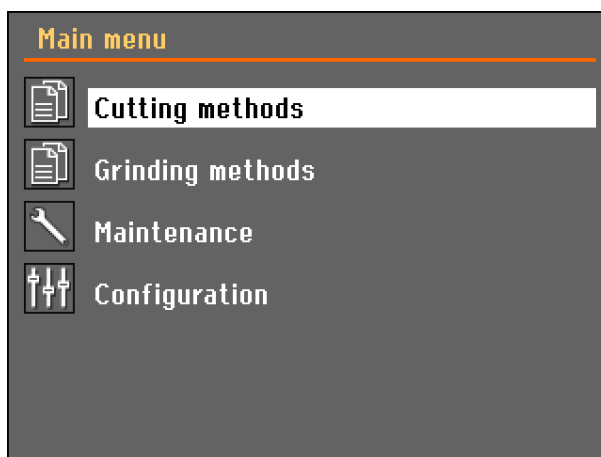 Main menu
Cutting methods
Grinding methods
Maintenance
Configuration